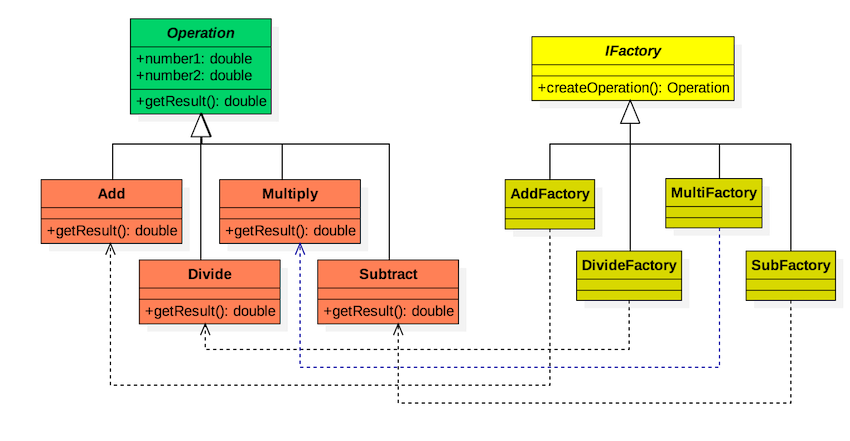 Operation
+number1: double
+number2: double
+getResult(): double
IFactory
+createOperation(): Operation
Add
+getResult(): double
Multiply
+getResult(): double
AddFactory
MultiFactory
Divide
+getResult(): double
Subtract
+getResult(): double
DivideFactory
SubFactory